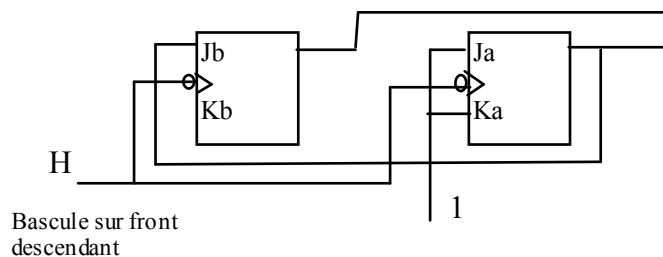 Jb
Ja
Kb
Ka
H
1
Bascule sur front
descendant